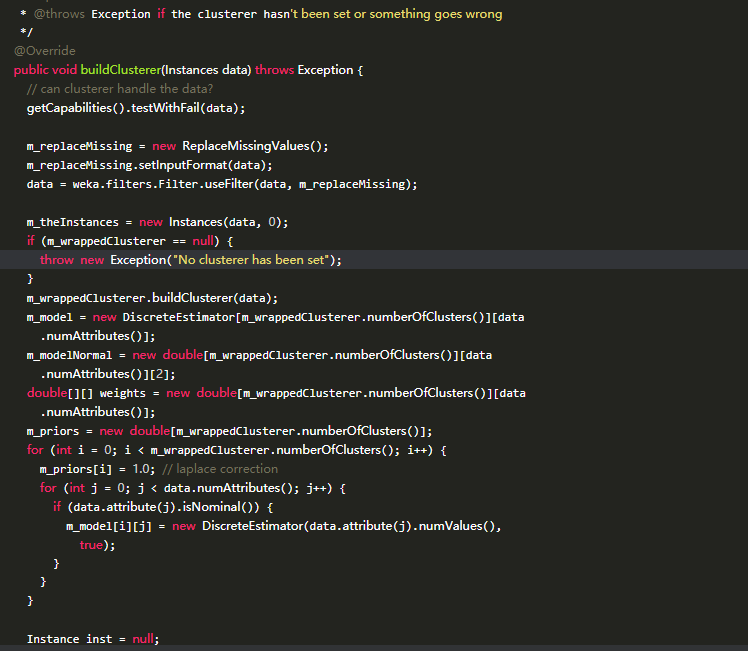 * @throws Exception if the clusterer hasn't been set or something goes wrong
*/
@Override
public void buildClusterer(Instances data) throws Exception {
// can clusterer handle the data?
getCapabilities().testWithFail(data);
m_replaceMissing = new ReplaceMissingValues();
m_replaceMissing.setInputFormat(data);
data = weka.filters.Filter.useFilter(data, m_replaceMissing);
m_theInstances = new Instances(data, 0);
if (m_wrappedClusterer == null) {
throw new Exception("No clusterer has been set");
}
m_wrappedClusterer.buildClusterer(data);
m_model = new DiscreteEstimator[m_wrappedClusterer.numberOfClusters()][data
.numAttributes()];
m_modelNormal = new double[m_wrappedClusterer.numberOfClusters()][data
.numAttributes()][2];
double[][] weights = new double[m_wrappedClusterer.numberOfClusters()][data
.numAttributes()];
m_priors = new double[m_wrappedClusterer.numberOfClusters()];
for (int i = 0; i < m_wrappedClusterer.numberOfClusters(); i++) {
m_priors[i] = 1.0; // laplace correction
for (int j = 0; j < data.numAttributes(); j++) {
if (data.attribute(j).isNominal()) {
m_model[i][j] = new DiscreteEstimator(data.attribute(j).numValues(),
true);
}
}
}
Instance inst = null;